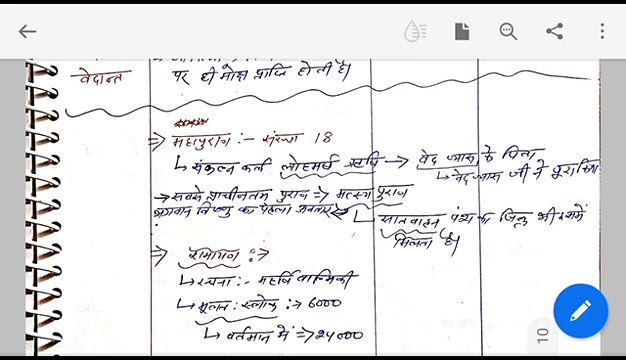 वेदान्त
पर ही मोक्ष प्राप्ति होती है।
⇒ महापुराण :- संख्या 18
↳ संकलन कर्ता लोमहर्ष ऋषि → वेद व्यास के पिता
↳ वेद व्यास जी ने पूरा किया
→ सबसे प्राचीनतम पुराण ⇒ मत्स्य पुराण
भगवान विष्णु का पहला अवतार
↳ सातवाहन वंश का जिक्र भी इसमें
मिलता है।
⇒ रामायण :→
↳ रचना :- महर्षि वाल्मिकी
↳ मूलतः श्लोक :→ 6000
↳ वर्तमान में :→ 24000
10